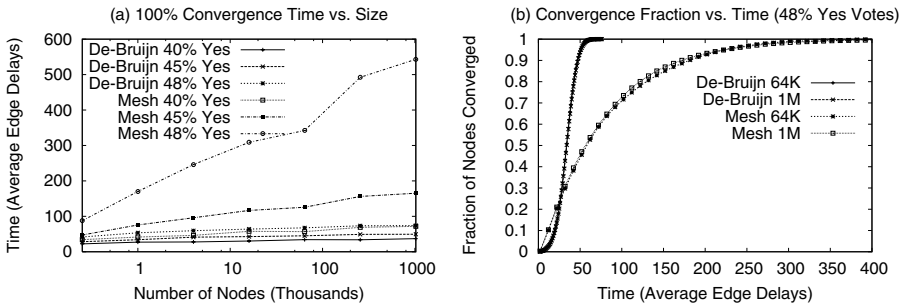 (a) 100% Convergence Time vs. Size
Time (Average Edge Delays)
600
500
400
300
200
100
0
De-Bruijn 40% Yes
De-Bruijn 45% Yes
De-Bruijn 48% Yes
Mesh 40% Yes
Mesh 45% Yes
Mesh 48% Yes
1 10 100 1000
Number of Nodes (Thousands)
(b) Convergence Fraction vs. Time (48% Yes Votes)
Fraction of Nodes Converged
1
0.9
0.8
0.7
0.6
0.5
0.4
0.3
0.2
0.1
0
De-Bruijn 64K
De-Bruijn 1M
Mesh 64K
Mesh 1M
0 50 100 150 200 250 300 350 400
Time (Average Edge Delays)